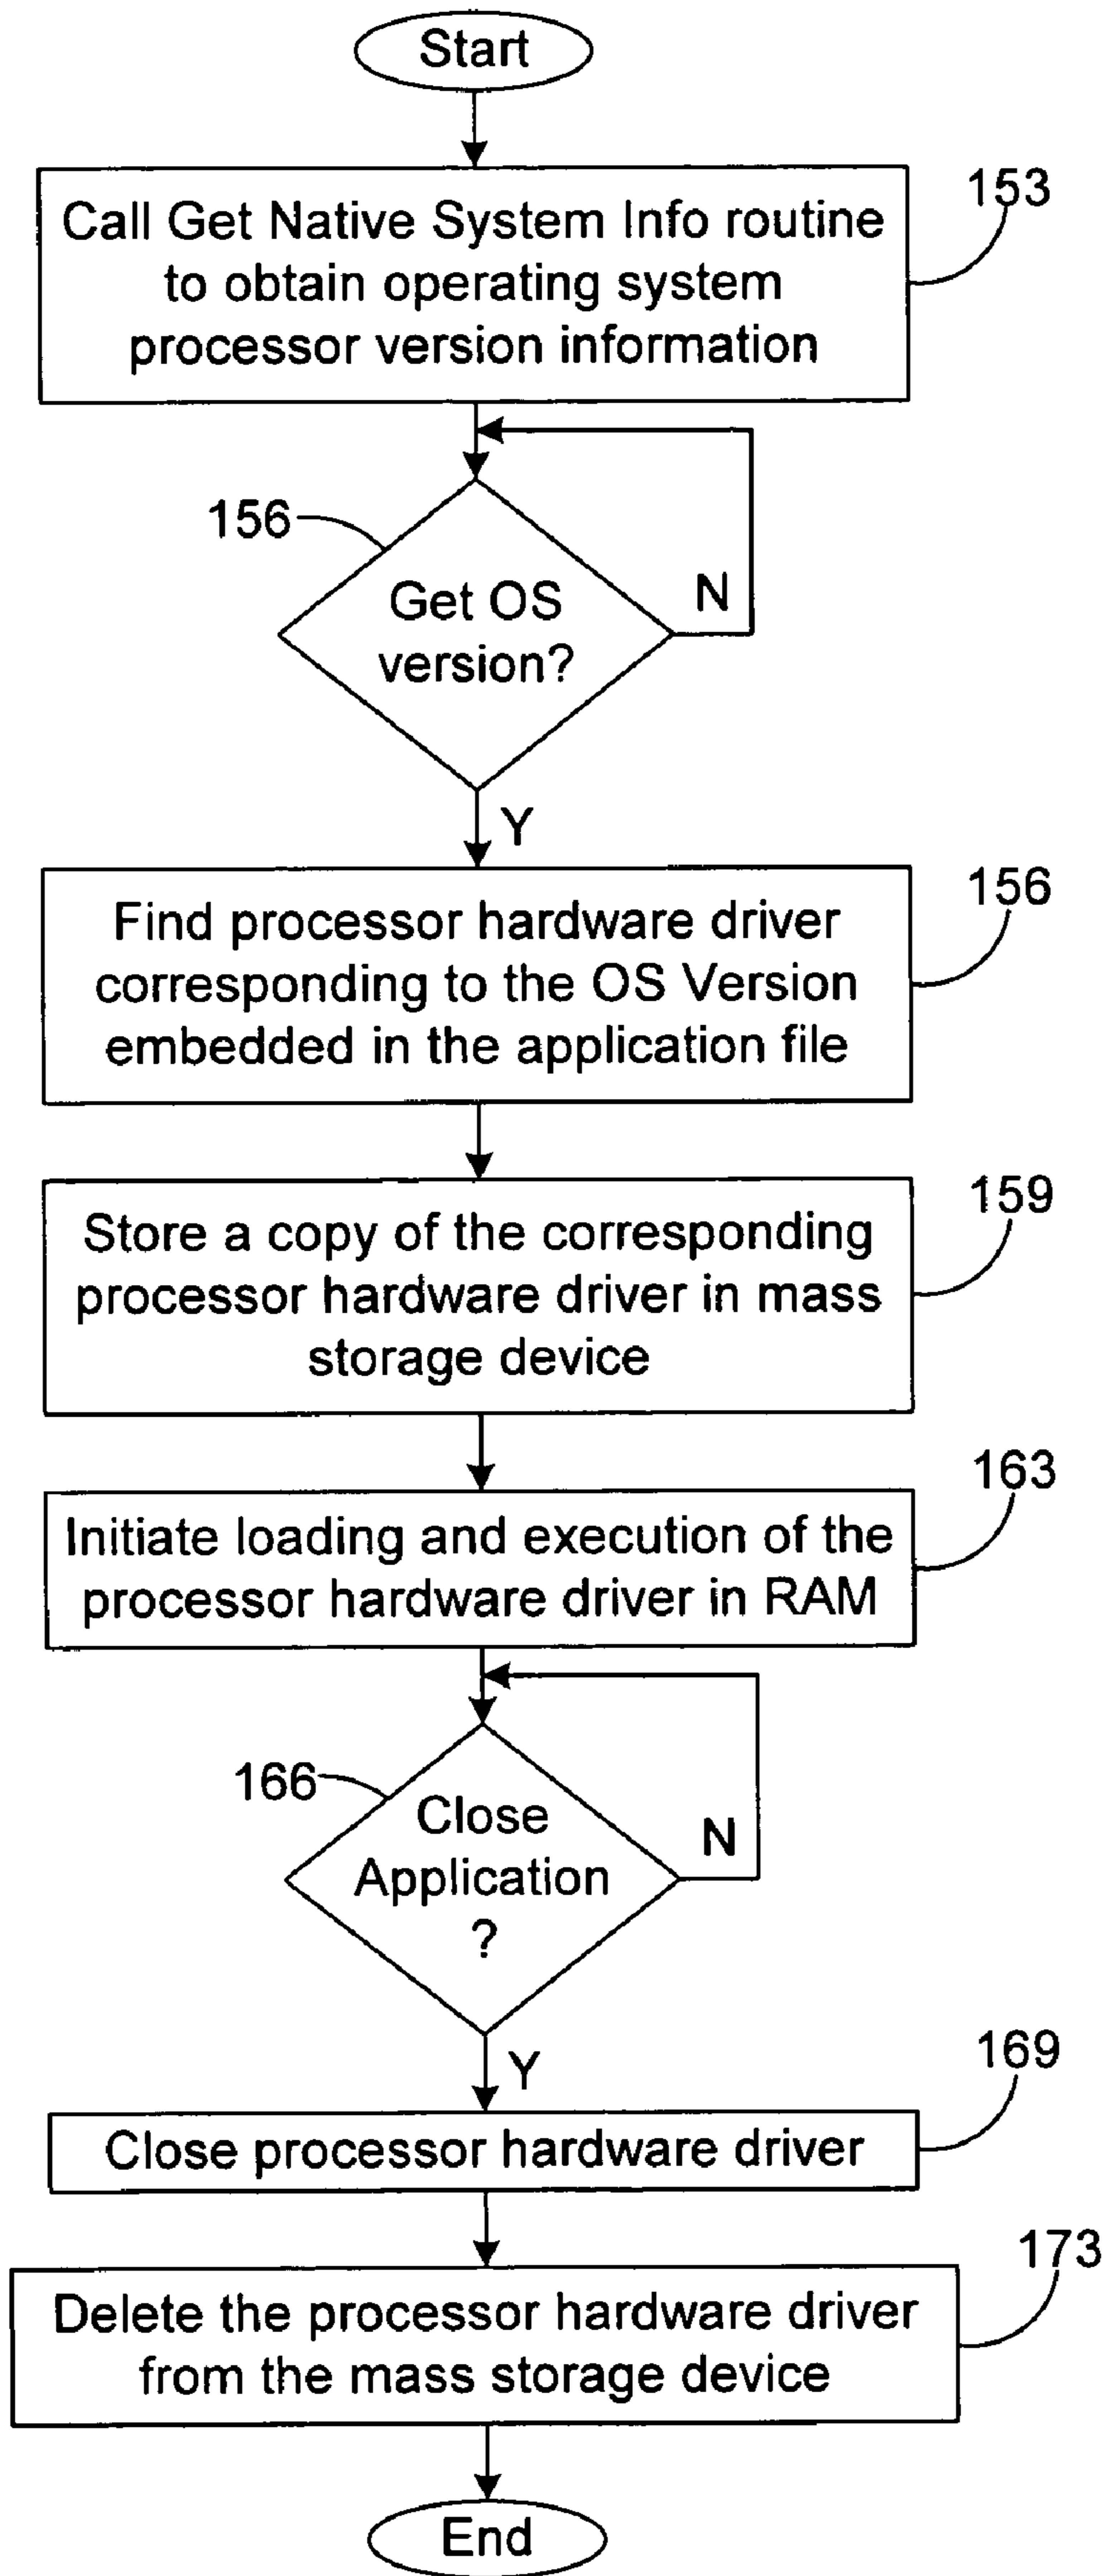 Start
153
Call Get Native System Info routine
to obtain operating system
processor version information
156
Get OS
version?
N
Y
156
Find processor hardware driver
corresponding to the OS Version
embedded in the application file
159
Store a copy of the corresponding
processor hardware driver in mass
storage device
163
Initiate loading and execution of the
processor hardware driver in RAM
166
Close
Application
?
N
Y
169
Close processor hardware driver
173
Delete the processor hardware driver
from the mass storage device
End